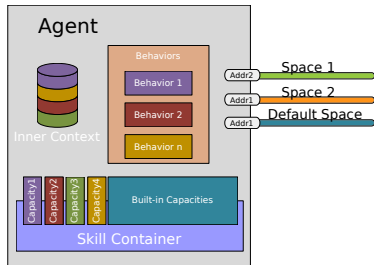 Agent
Behaviors
Behavior 1
Behavior 2
Behavior n
Inner Context
Addr2
Space 1
Addr1
Space 2
Addr1
Default Space
Capacity1
Capacity2
Capacity3
Capacity4
Built-in Capacities
Skill Container